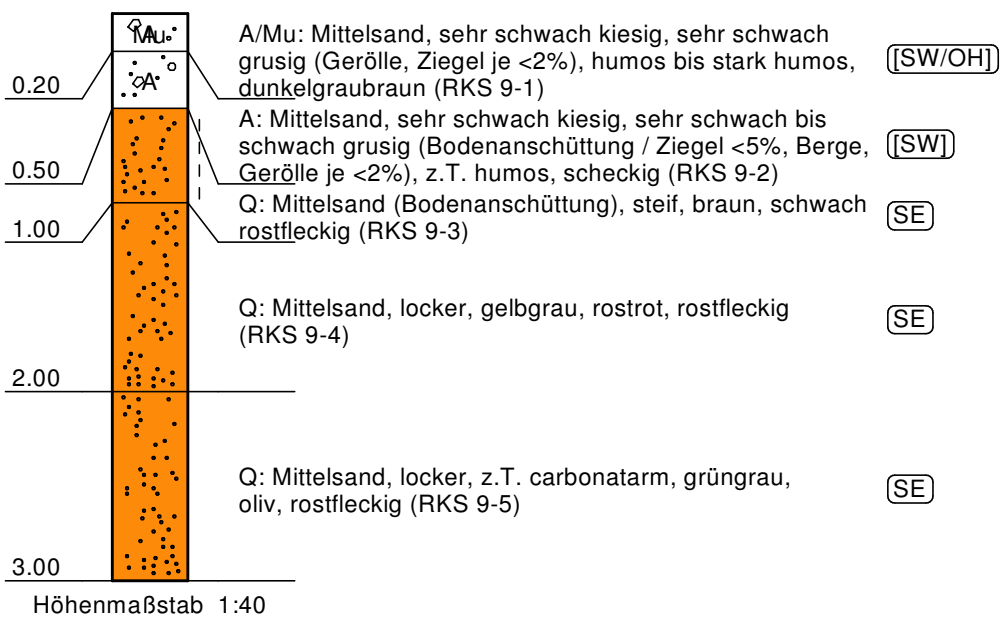 Mu
A/Mu: Mittelsand, sehr schwach kiesig, sehr schwach
grusig (Gerölle, Ziegel je <2%), humos bis stark humos,
dunkelgraubraun (RKS 9-1)
[SW/OH]
A
0.20
A: Mittelsand, sehr schwach kiesig, sehr schwach bis
schwach grusig (Bodenanschüttung / Ziegel <5%, Berge,
Gerölle je <2%), z.T. humos, scheckig (RKS 9-2)
[SW]
0.50
Q: Mittelsand (Bodenanschüttung), steif, braun, schwach
rostfleckig (RKS 9-3)
SE
1.00
Q: Mittelsand, locker, gelbgrau, rostrot, rostfleckig
(RKS 9-4)
SE
2.00
Q: Mittelsand, locker, z.T. carbonatarm, grüngrau,
oliv, rostfleckig (RKS 9-5)
SE
3.00
Höhenmaßstab 1:40